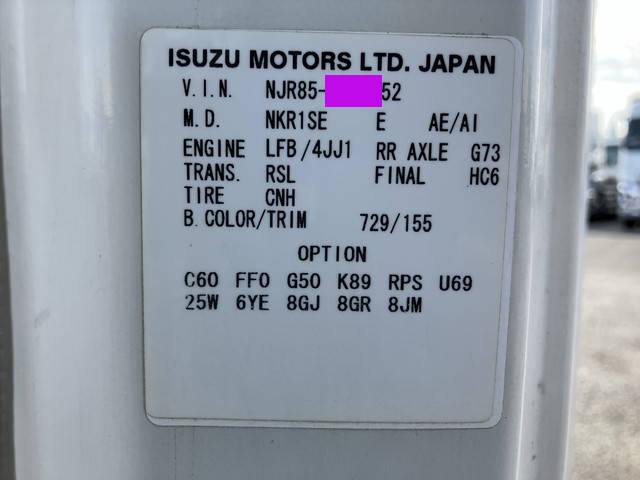 ISUZU MOTORS LTD. JAPAN
V.I.N. NJR85- 52
M.D. NKR1SE E AE/AI
ENGINE LFB/4JJ1 RR AXLE G73
TRANS. RSL FINAL HC6
TIRE CNH
B.COLOR/TRIM 729/155
OPTION
C60 FF0 G50 K89 RPS U69
25W 6YE 8GJ 8GR 8JM